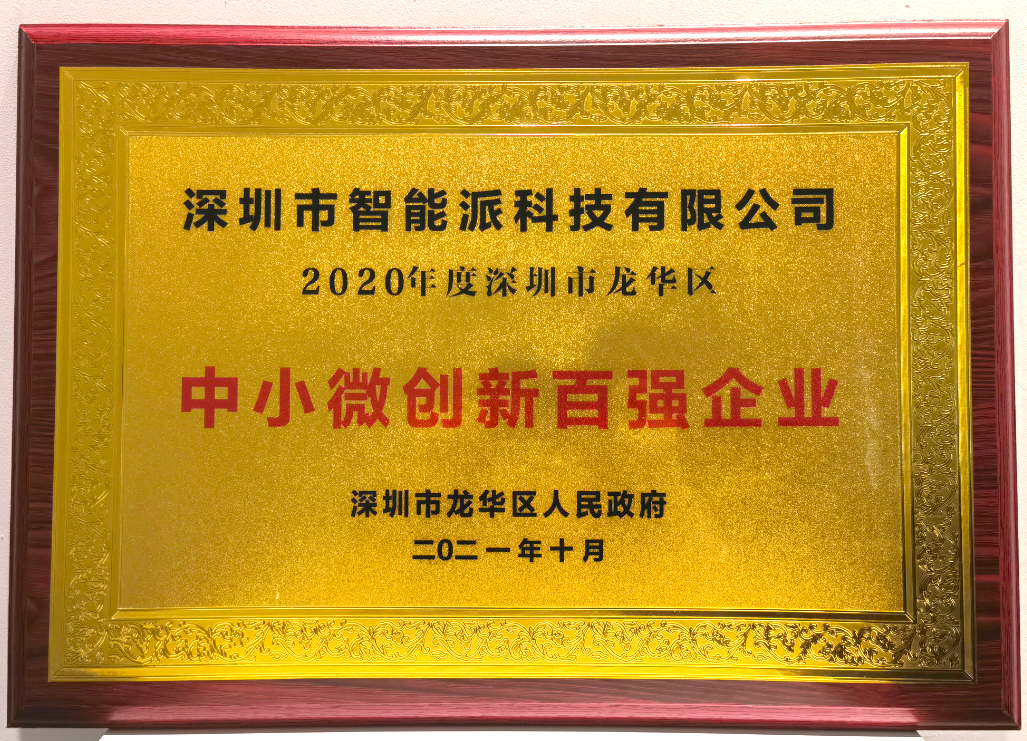 深圳市智能派科技有限公司
2020年度深圳市龙华区
中小微创新百强企业
深圳市龙华区人民政府
二0二一年十月